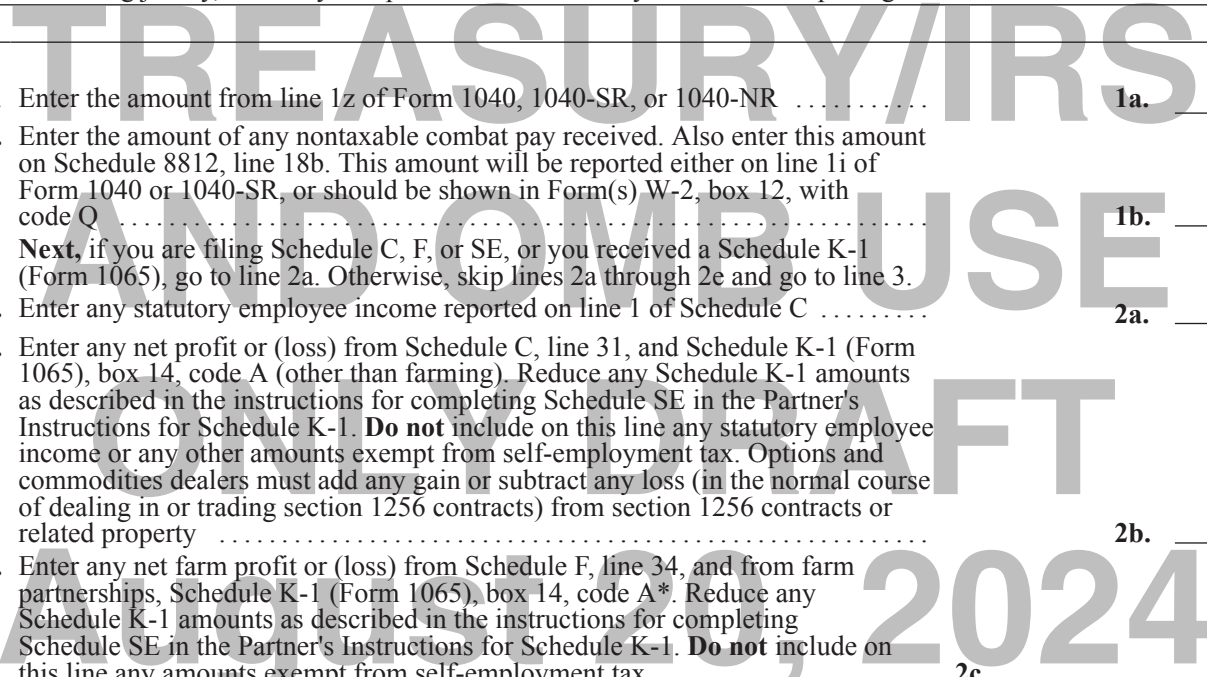 TREASURY/IRS
Enter the amount from line 1z of Form 1040, 1040-SR, or 1040-NR ........... 1a.
Enter the amount of any nontaxable combat pay received. Also enter this amount
on Schedule 8812, line 18b. This amount will be reported either on line 1i of
Form 1040 or 1040-SR, or should be shown in Form(s) W-2, box 12, with
code Q ........................................................ 1b.
AND OMB USE
Next, if you are filing Schedule C, F, or SE, or you received a Schedule K-1
(Form 1065), go to line 2a. Otherwise, skip lines 2a through 2e and go to line 3.
Enter any statutory employee income reported on line 1 of Schedule C ......... 2a.
Enter any net profit or (loss) from Schedule C, line 31, and Schedule K-1 (Form
1065), box 14, code A (other than farming). Reduce any Schedule K-1 amounts
as described in the instructions for completing Schedule SE in the Partner's
Instructions for Schedule K-1. Do not include on this line any statutory employee
ONLY DRAFT
income or any other amounts exempt from self-employment tax. Options and
commodities dealers must add any gain or subtract any loss (in the normal course
of dealing in or trading section 1256 contracts) from section 1256 contracts or
related property ................................................ 2b.
Enter any net farm profit or (loss) from Schedule F, line 34, and from farm
partnerships, Schedule K-1 (Form 1065), box 14, code A*. Reduce any
Schedule K-1 amounts as described in the instructions for completing
August 20, 2024
Schedule SE in the Partner's Instructions for Schedule K-1. Do not include on
this line any amounts exempt from self-employment tax 2c